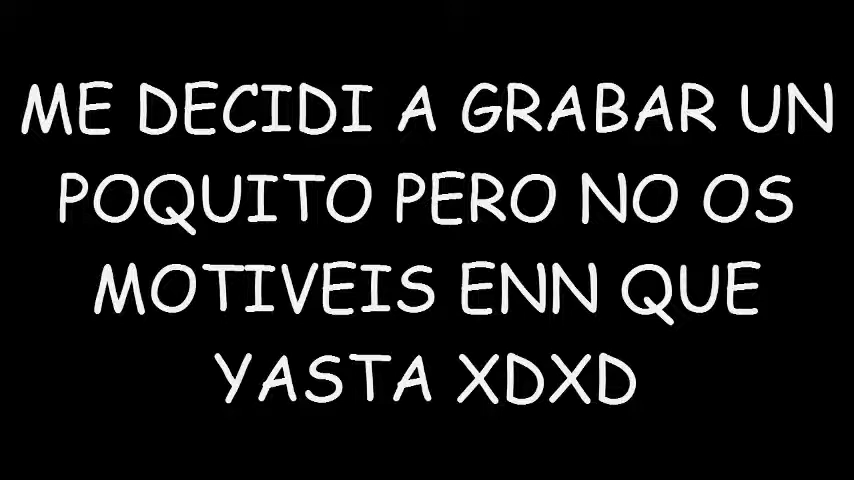 ME DECIDI A GRABAR UN
POQUITO PERO NO OS
MOTIVEIS ENN QUE
YASTA XDXD